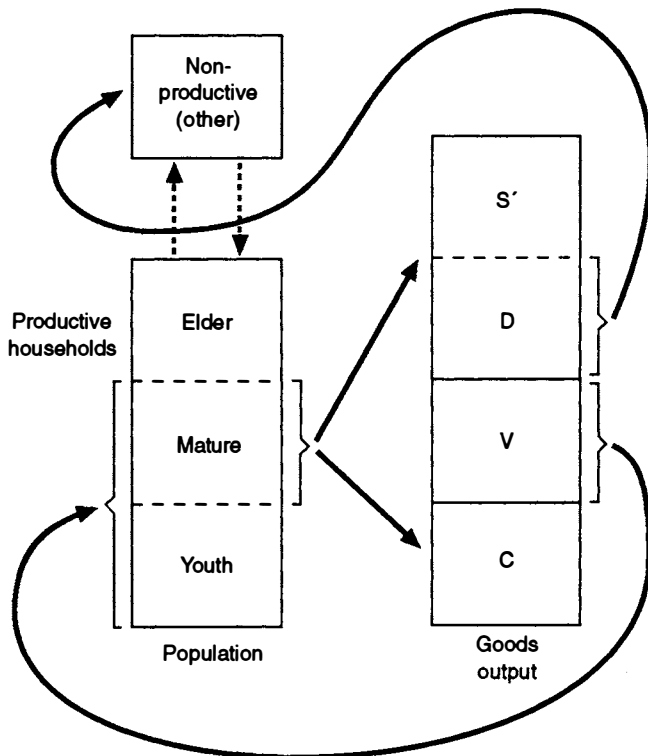 Non-
productive
(other)
S´
Productive
households
Elder
D
Mature
V
Youth
C
Population
Goods
output